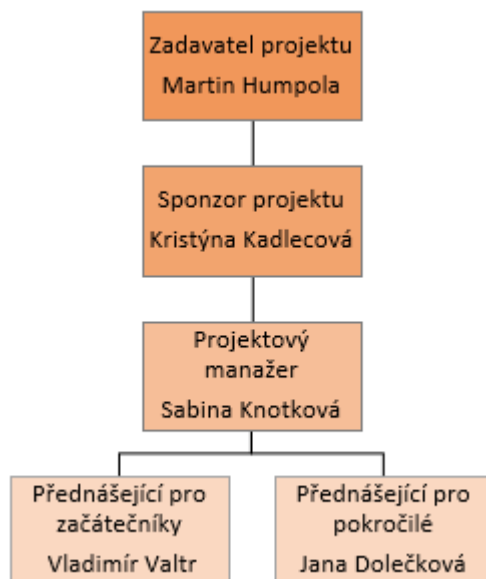 Zadavatel projektu
Martin Humpola
Sponzor projektu
Kristýna Kadlecová
Projektový
manažer
Sabina Knotková
Přednášející pro
začátečníky
Vladimír Valtr
Přednášející pro
pokročilé
Jana Dolečková